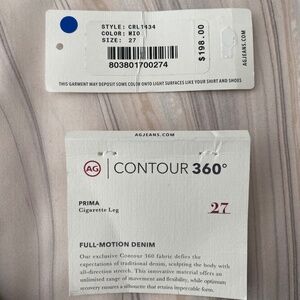 STYLE: CRL1434
COLOR: MIO
SIZE: 27
803801700274
$198.00
AGJEANS.COM
THIS GARMENT MAY DEPOSIT SOME COLOR ONTO LIGHT SURFACES LIKE YOUR SHIRT AND SHOES
AGJEANS.COM
AG | CONTOUR 360°
PRIMA
Cigarette Leg
27
FULL-MOTION DENIM
Our exclusive Contour 360 fabric defies the
expectations of traditional denim, sculpting the body with
all-direction stretch. This innovative material offers an
unlimited range of movement and flexibility, while optimum
recovery ensures a silhouette that retains impeccable form.